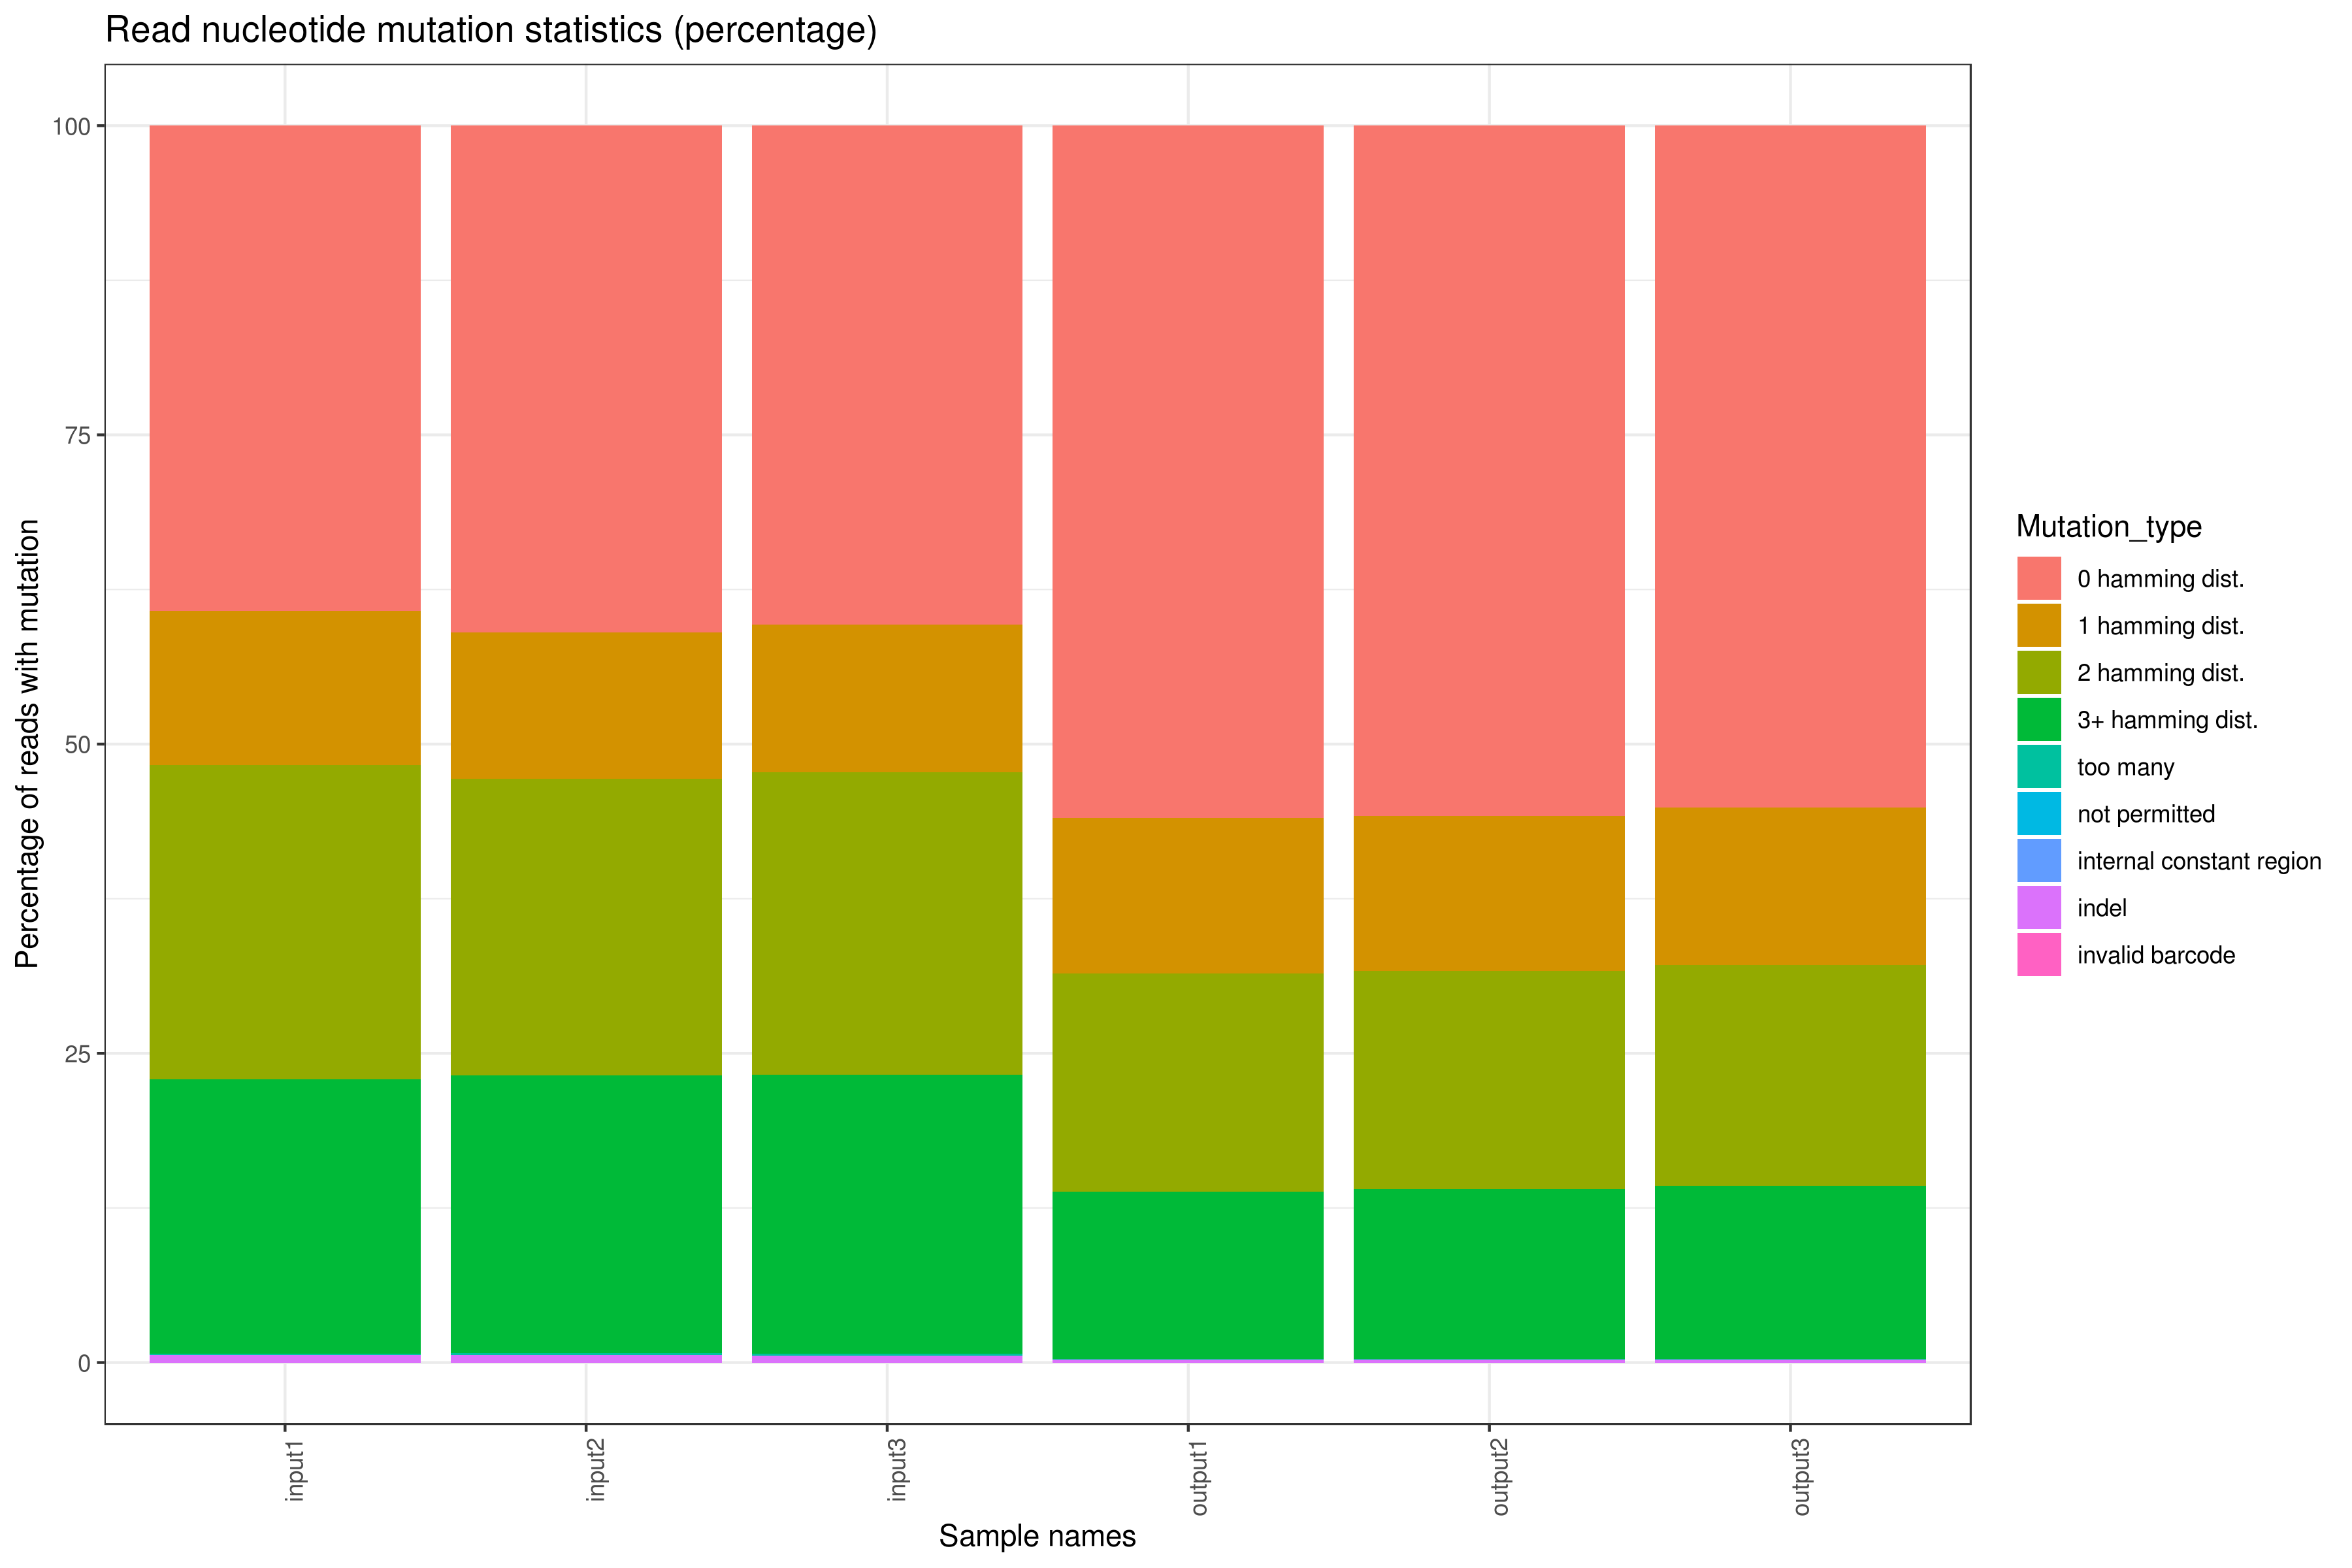 Read nucleotide mutation statistics (percentage)
Percentage of reads with mutation
100
75
50
25
0
input1
input2
input3
output1
output2
output3
Sample names
Mutation_type
0 hamming dist.
1 hamming dist.
2 hamming dist.
3+ hamming dist.
too many
not permitted
internal constant region
indel
invalid barcode